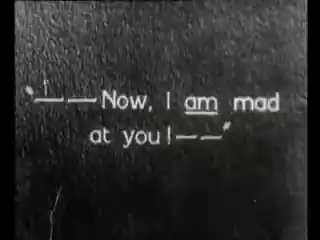 "— — Now, I am mad
at you! — —"